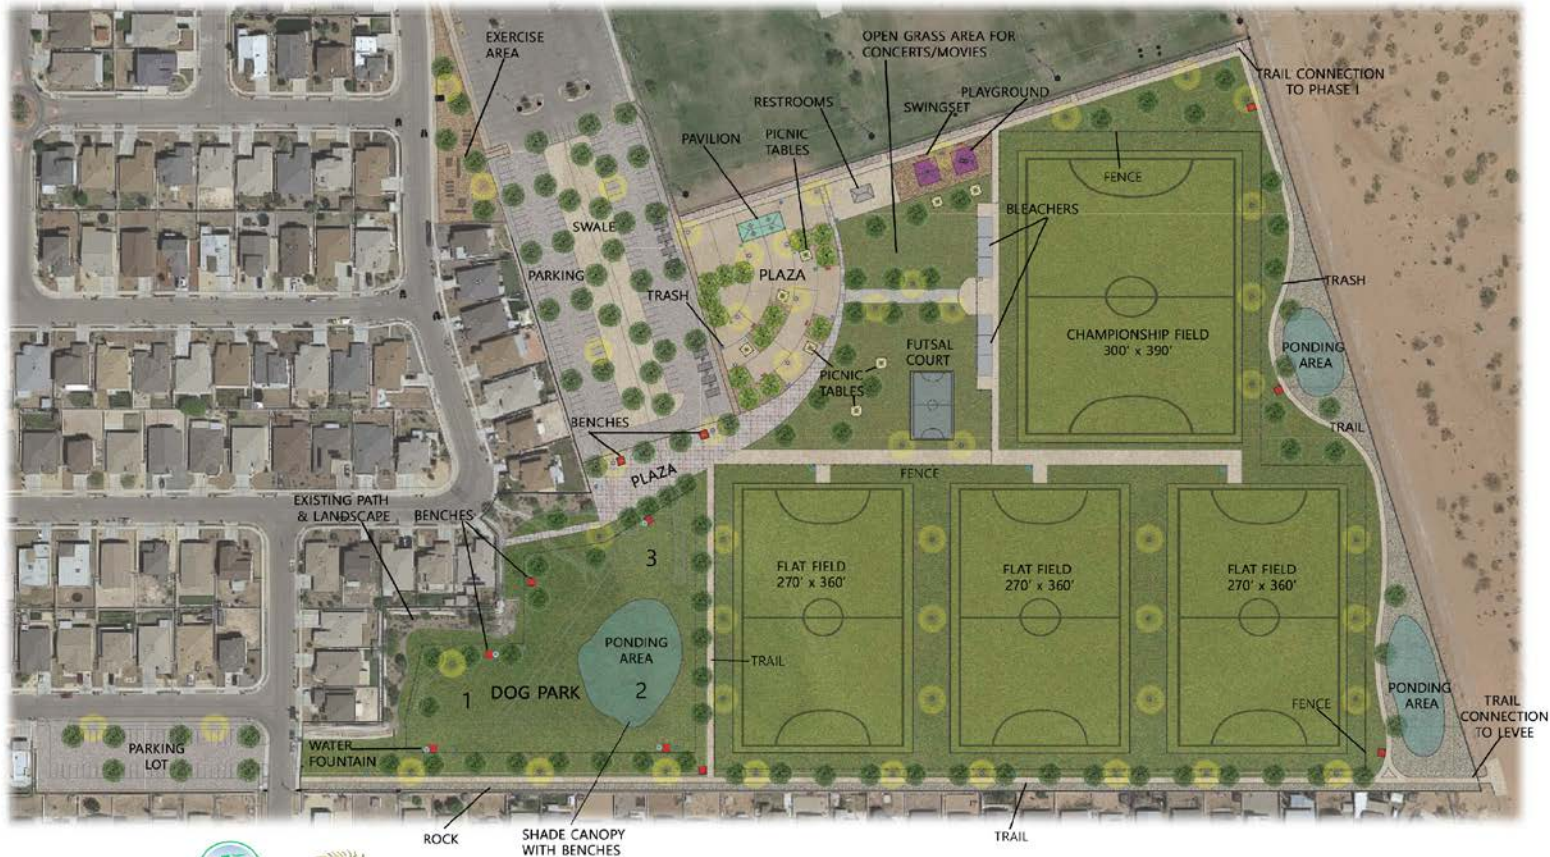 EXERCISE
AREA
OPEN GRASS AREA FOR
CONCERTS/MOVIES
TRAIL CONNECTION
TO PHASE I
PLAYGROUND
SWINGSET
RESTROOMS
PAVILION
PICNIC
TABLES
FENCE
BLEACHERS
SWALE
PARKING
PLAZA
TRASH
TRASH
CHAMPIONSHIP FIELD
300' x 390'
PONDING
AREA
FUTSAL
COURT
PICNIC
TABLES
BENCHES
TRAIL
PLAZA
FENCE
EXISTING PATH
& LANDSCAPE
BENCHES
3
FLAT FIELD
270' x 360'
FLAT FIELD
270' x 360'
FLAT FIELD
270' x 360'
PONDING
AREA
2
TRAIL
1
DOG PARK
PONDING
AREA
FENCE
TRAIL
CONNECTION
TO LEVEE
PARKING
LOT
WATER
FOUNTAIN
ROCK
SHADE CANOPY
WITH BENCHES
TRAIL